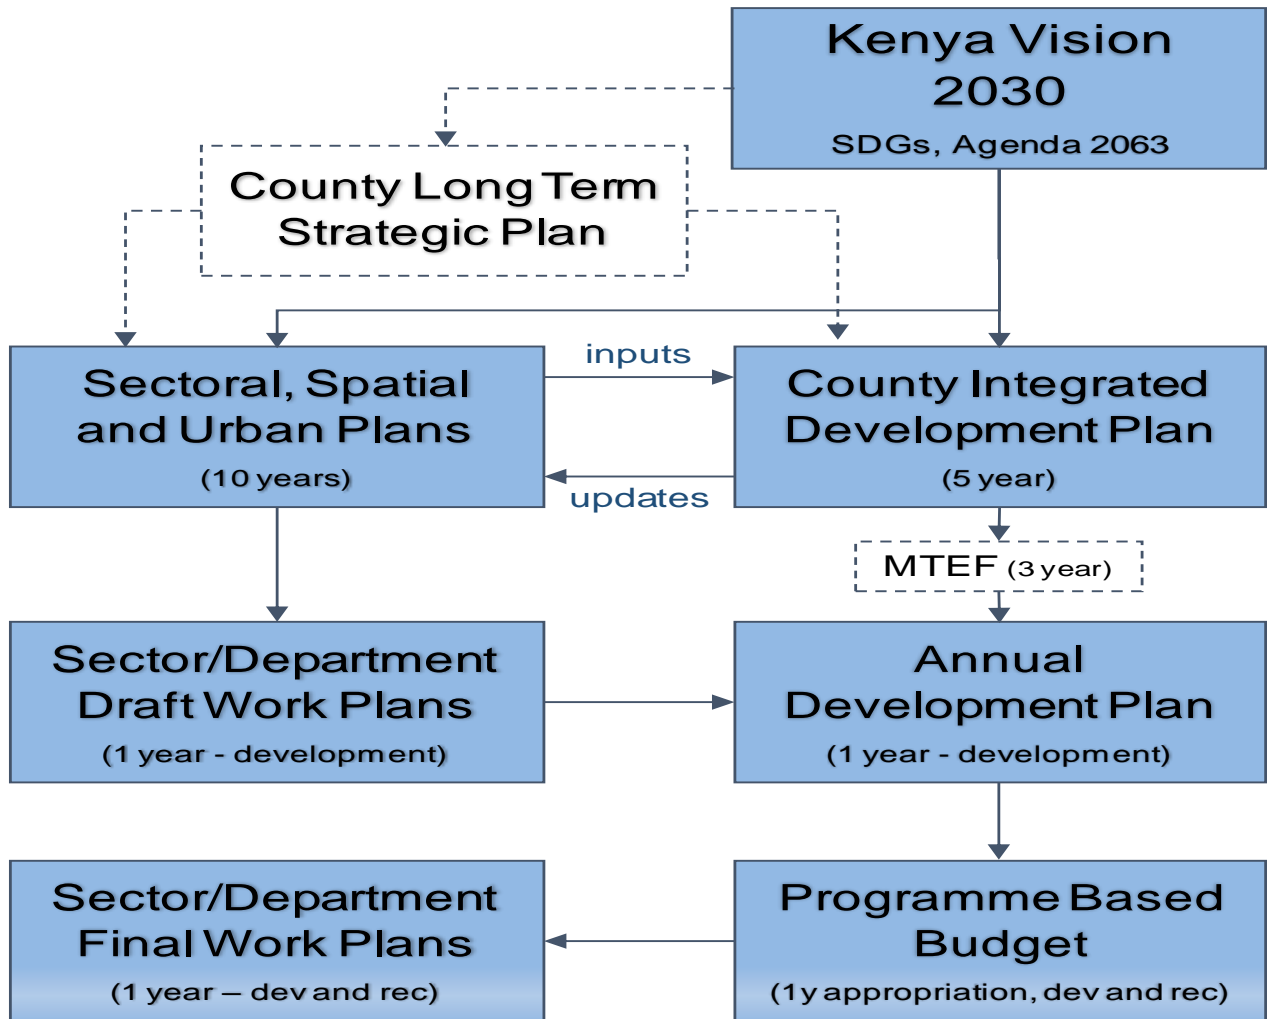 Kenya Vision
2030
SDGs, Agenda 2063
County Long Term
Strategic Plan
Sectoral, Spatial
and Urban Plans
(10 years)
inputs
updates
County Integrated
Development Plan
(5 year)
MTEF (3 year)
Sector/Department
Draft Work Plans
(1 year - development)
Annual
Development Plan
(1 year - development)
Sector/Department
Final Work Plans
(1 year – dev and rec)
Programme Based
Budget
(1y appropriation, dev and rec)